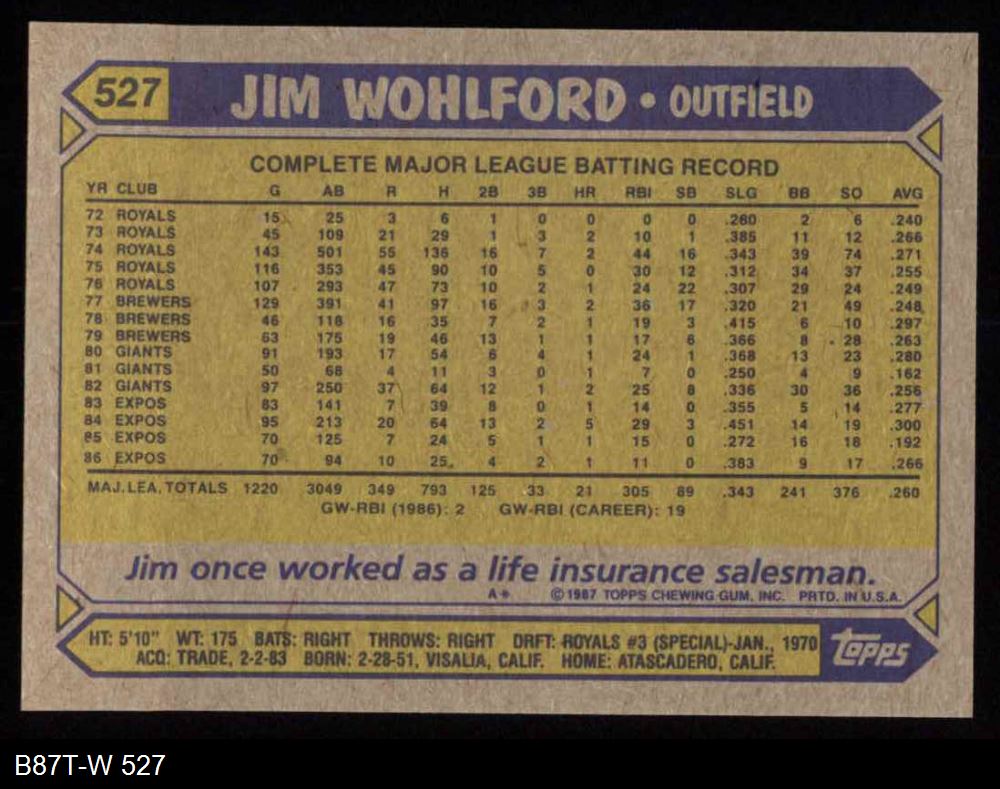 527 JIM WOHLFORD • OUTFIELD
COMPLETE MAJOR LEAGUE BATTING RECORD
YR CLUB G AB R H 2B 3B HR RBI SB SLG BB SO AVG
72 ROYALS 15 25 3 6 1 0 0 0 0 .280 2 6 .240
73 ROYALS 45 109 21 29 1 3 2 10 1 .385 11 12 .266
74 ROYALS 143 501 55 136 16 7 2 44 16 .343 39 74 .271
75 ROYALS 116 353 45 90 10 5 0 30 12 .312 34 37 .255
76 ROYALS 107 293 47 73 10 2 1 24 22 .307 29 24 .249
77 BREWERS 129 391 41 97 16 3 2 36 17 .320 21 49 .248
78 BREWERS 46 118 16 35 7 2 1 19 3 .415 6 10 .297
79 BREWERS 63 175 19 46 13 1 1 17 6 .366 8 28 .263
80 GIANTS 91 193 17 54 6 4 1 24 1 .368 13 23 .280
81 GIANTS 50 68 4 11 3 0 1 7 0 .250 4 9 .162
82 GIANTS 97 250 37 64 12 1 2 25 8 .336 30 36 .256
83 EXPOS 83 141 7 39 8 0 1 14 0 .355 5 14 .277
84 EXPOS 95 213 20 64 13 2 5 29 3 .451 14 19 .300
85 EXPOS 70 125 7 24 5 1 1 15 0 .272 16 18 .192
86 EXPOS 70 94 10 25 4 2 1 11 0 .383 9 17 .266
MAJ. LEA. TOTALS 1220 3049 349 793 125 33 21 305 89 .343 241 376 .260
GW-RBI (1986): 2 GW-RBI (CAREER): 19
Jim once worked as a life insurance salesman.
A* © 1987 TOPPS CHEWING GUM, INC. PRTD. IN U.S.A.
HT: 5'10" WT: 175 BATS: RIGHT THROWS: RIGHT DRFT: ROYALS #3 (SPECIAL)-JAN., 1970
ACQ: TRADE, 2-2-83 BORN: 2-28-51, VISALIA, CALIF. HOME: ATASCADERO, CALIF.
Topps
B87T-W 527